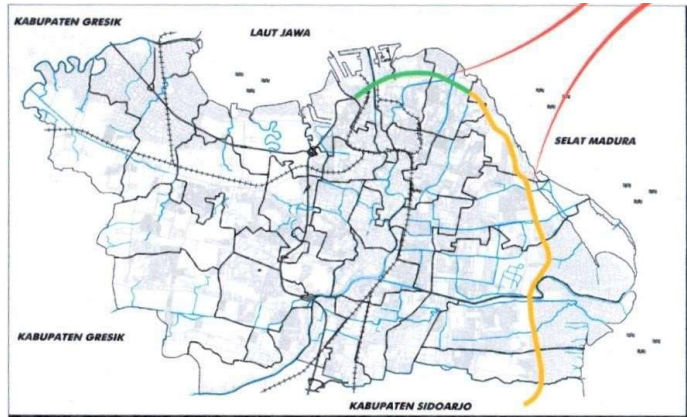 KABUPATEN GRESIK
LAUT JAWA
SELAT MADURA
KABUPATEN GRESIK
KABUPATEN SIDOARJO